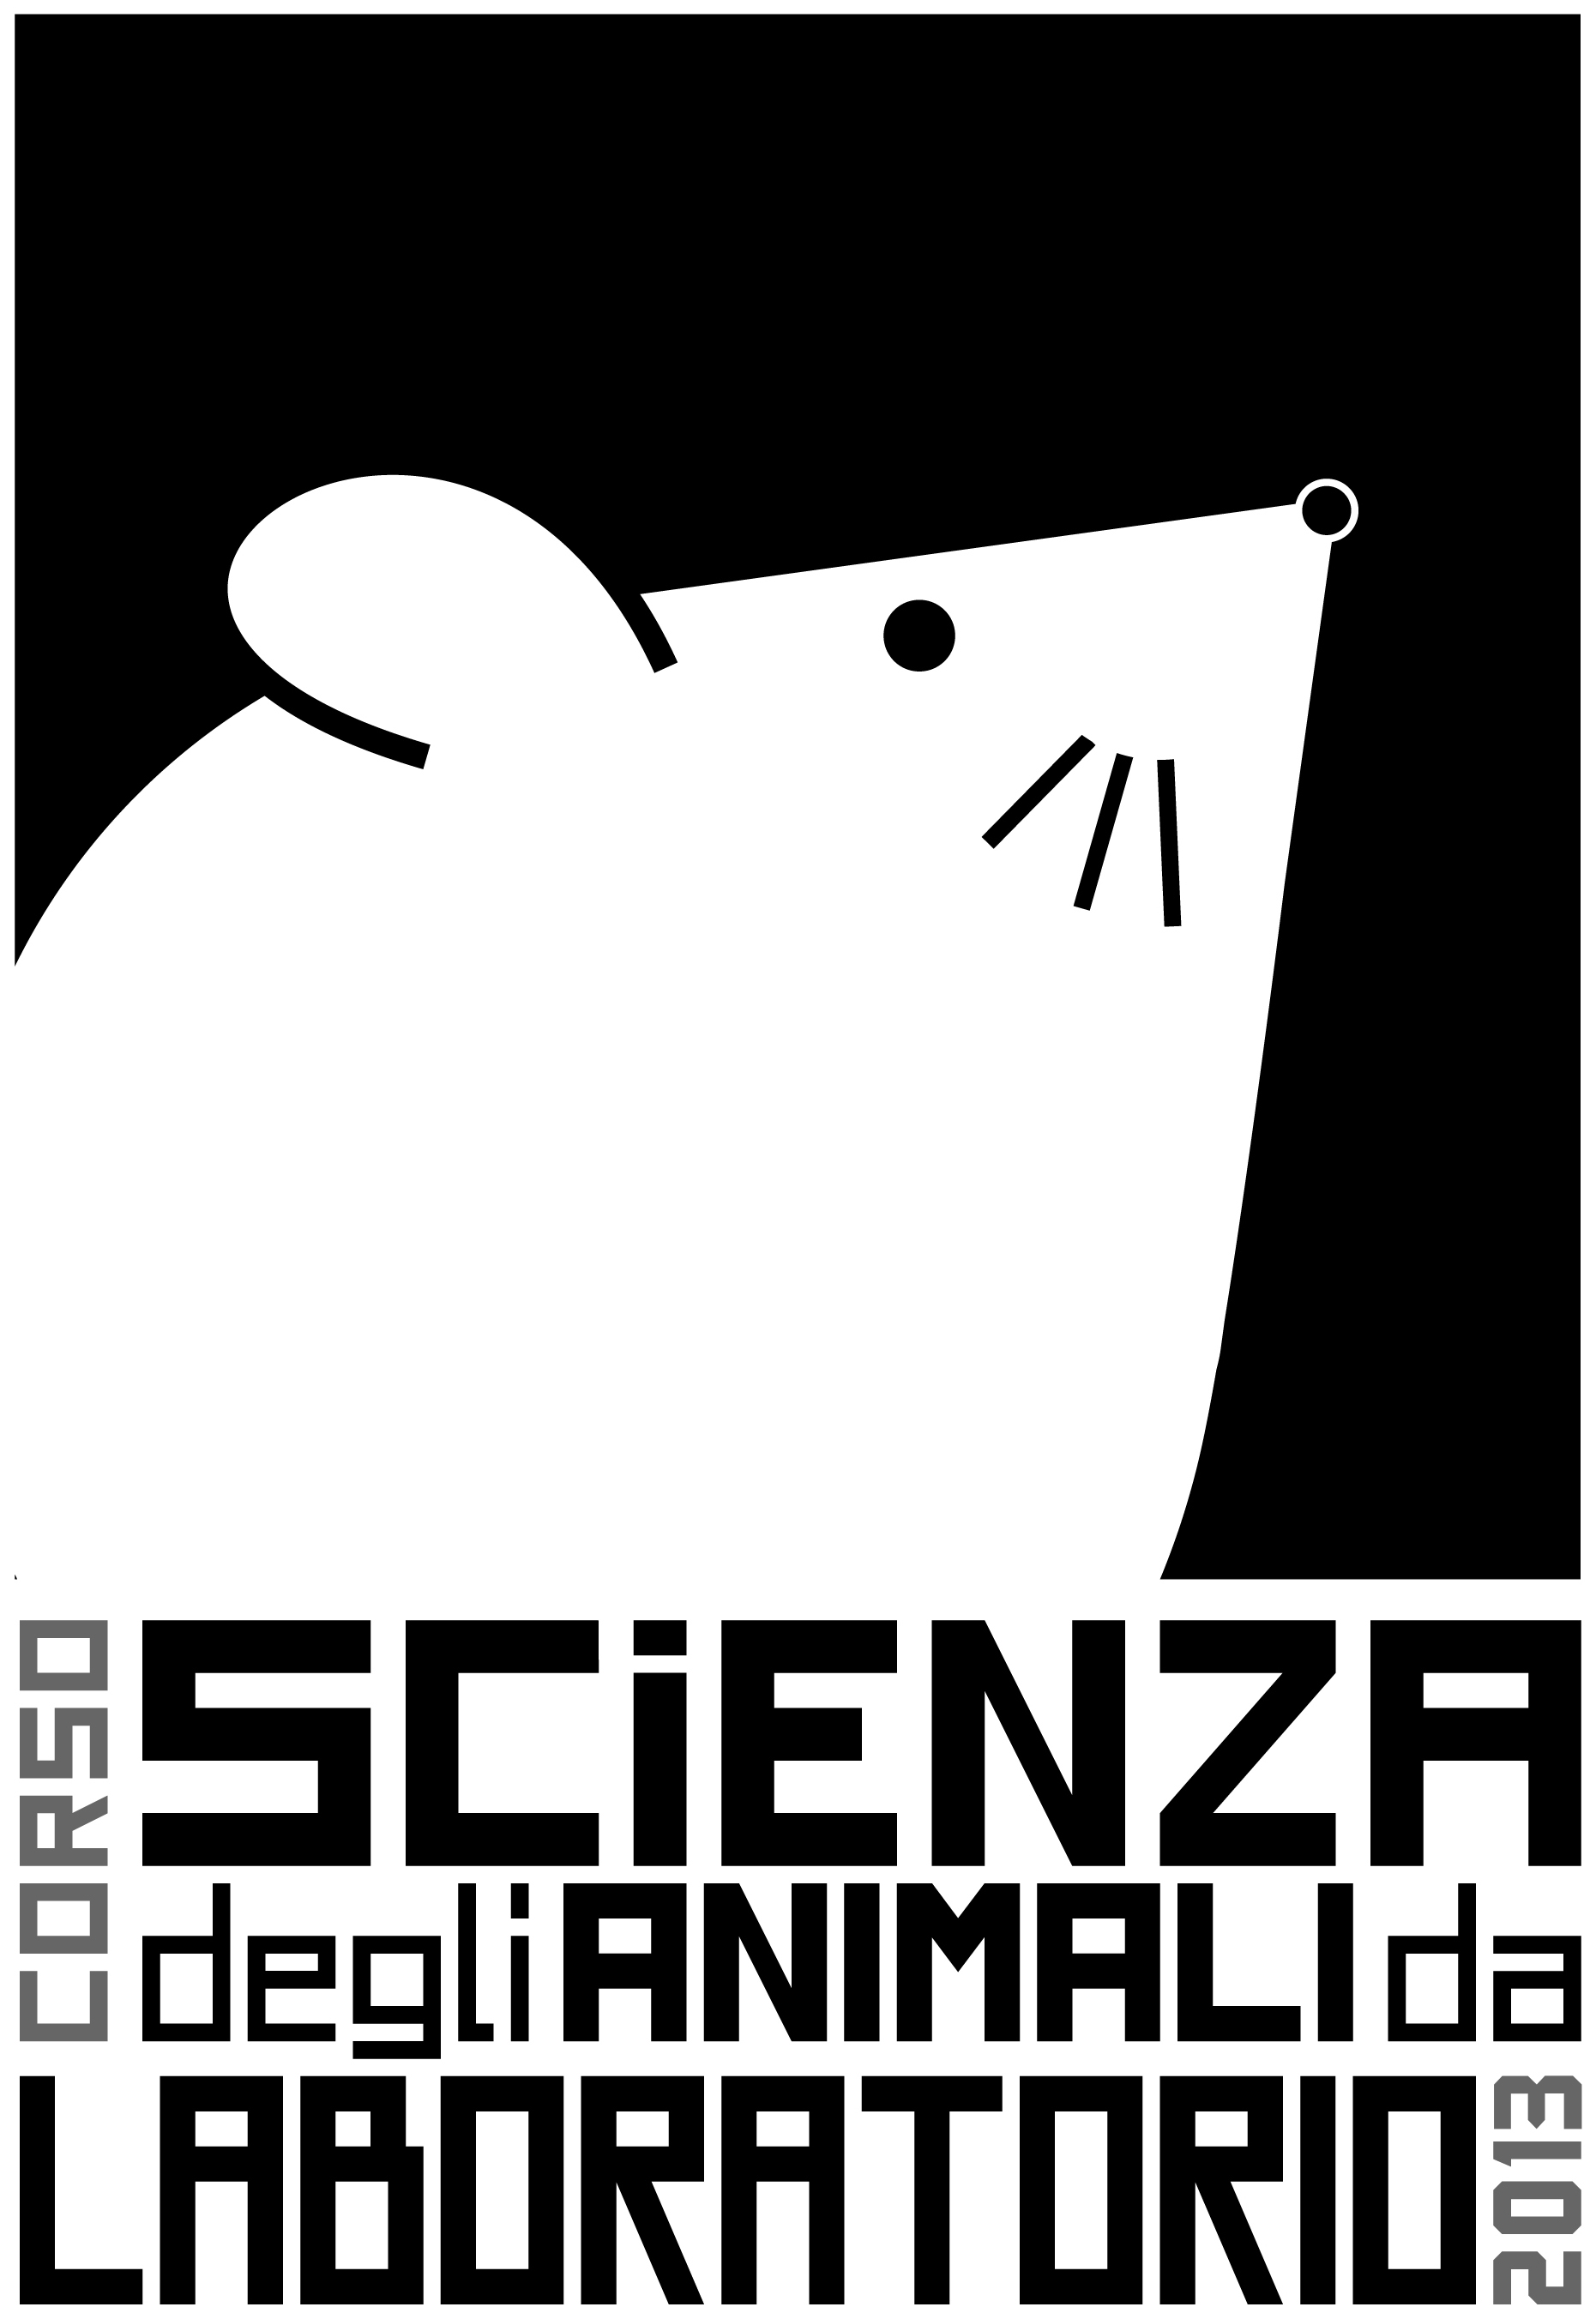 CORSO
SCiENZA
degli ANIMALI da
LABORATORIO
2013